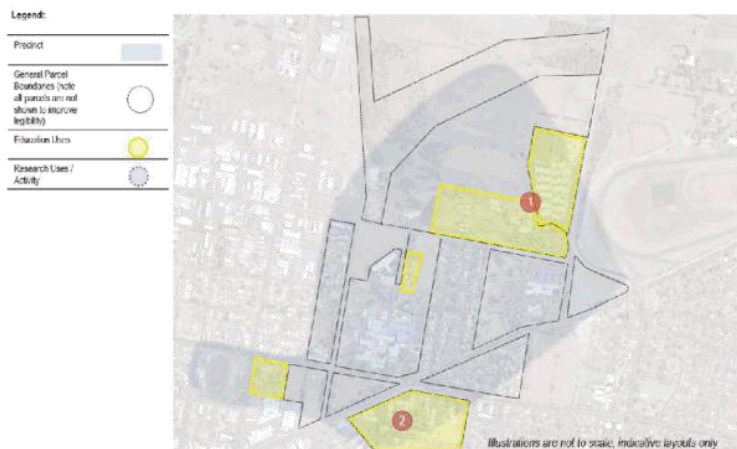 Legend:
Precinct
General Parcel
Boundaries (note
all parcels are not
shown to improve
legibility)
Education Uses
Research Uses /
Activity
1
2
Illustrations are not to scale, indicative layouts only